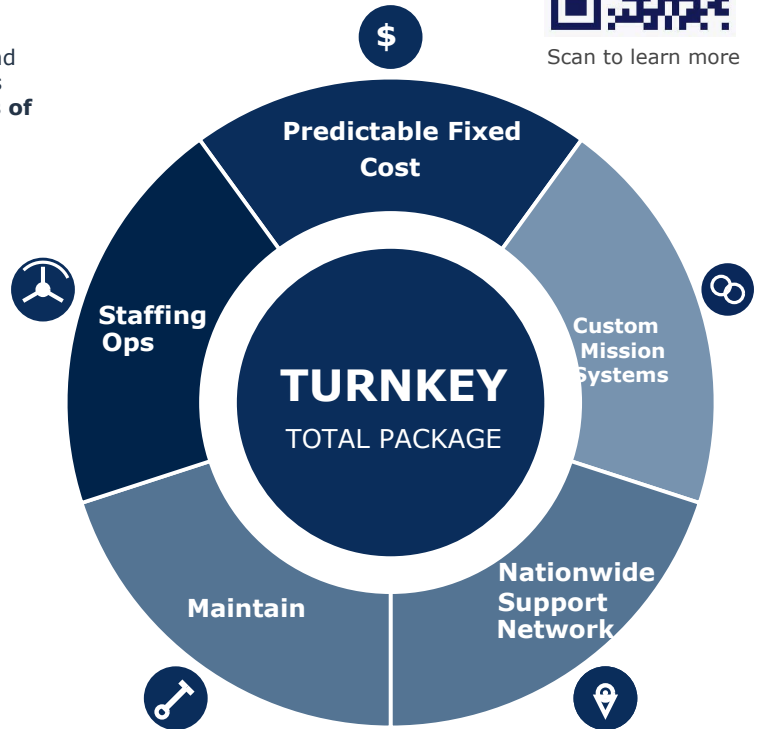 Scan to learn more
nd
s
s of
$
Predictable Fixed
Cost
Staffing
Ops
Custom
Mission
Systems
TURNKEY
TOTAL PACKAGE
Nationwide
Support
Network
Maintain